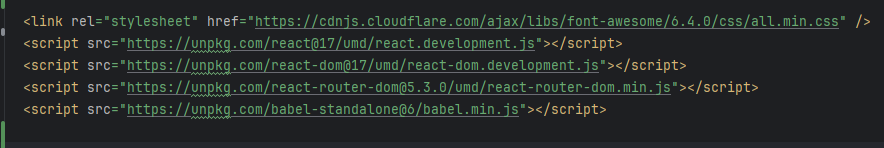 <link rel="stylesheet" href="https://cdnjs.cloudflare.com/ajax/libs/font-awesome/6.4.0/css/all.min.css" />
<script src="https://unpkg.com/react@17/umd/react.development.js"></script>
<script src="https://unpkg.com/react-dom@17/umd/react-dom.development.js"></script>
<script src="https://unpkg.com/react-router-dom@5.3.0/umd/react-router-dom.min.js"></script>
<script src="https://unpkg.com/babel-standalone@6/babel.min.js"></script>